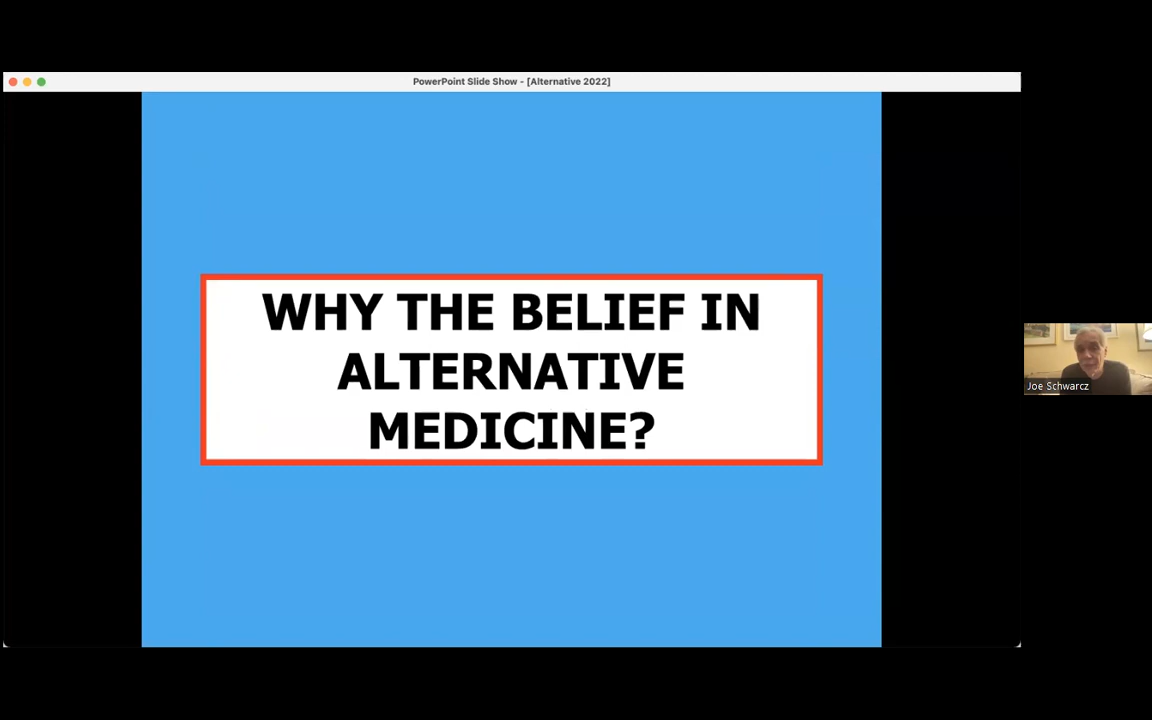 PowerPoint Slide Show - [Alternative 2022]
WHY THE BELIEF IN
ALTERNATIVE
MEDICINE?
Joe Schwarcz